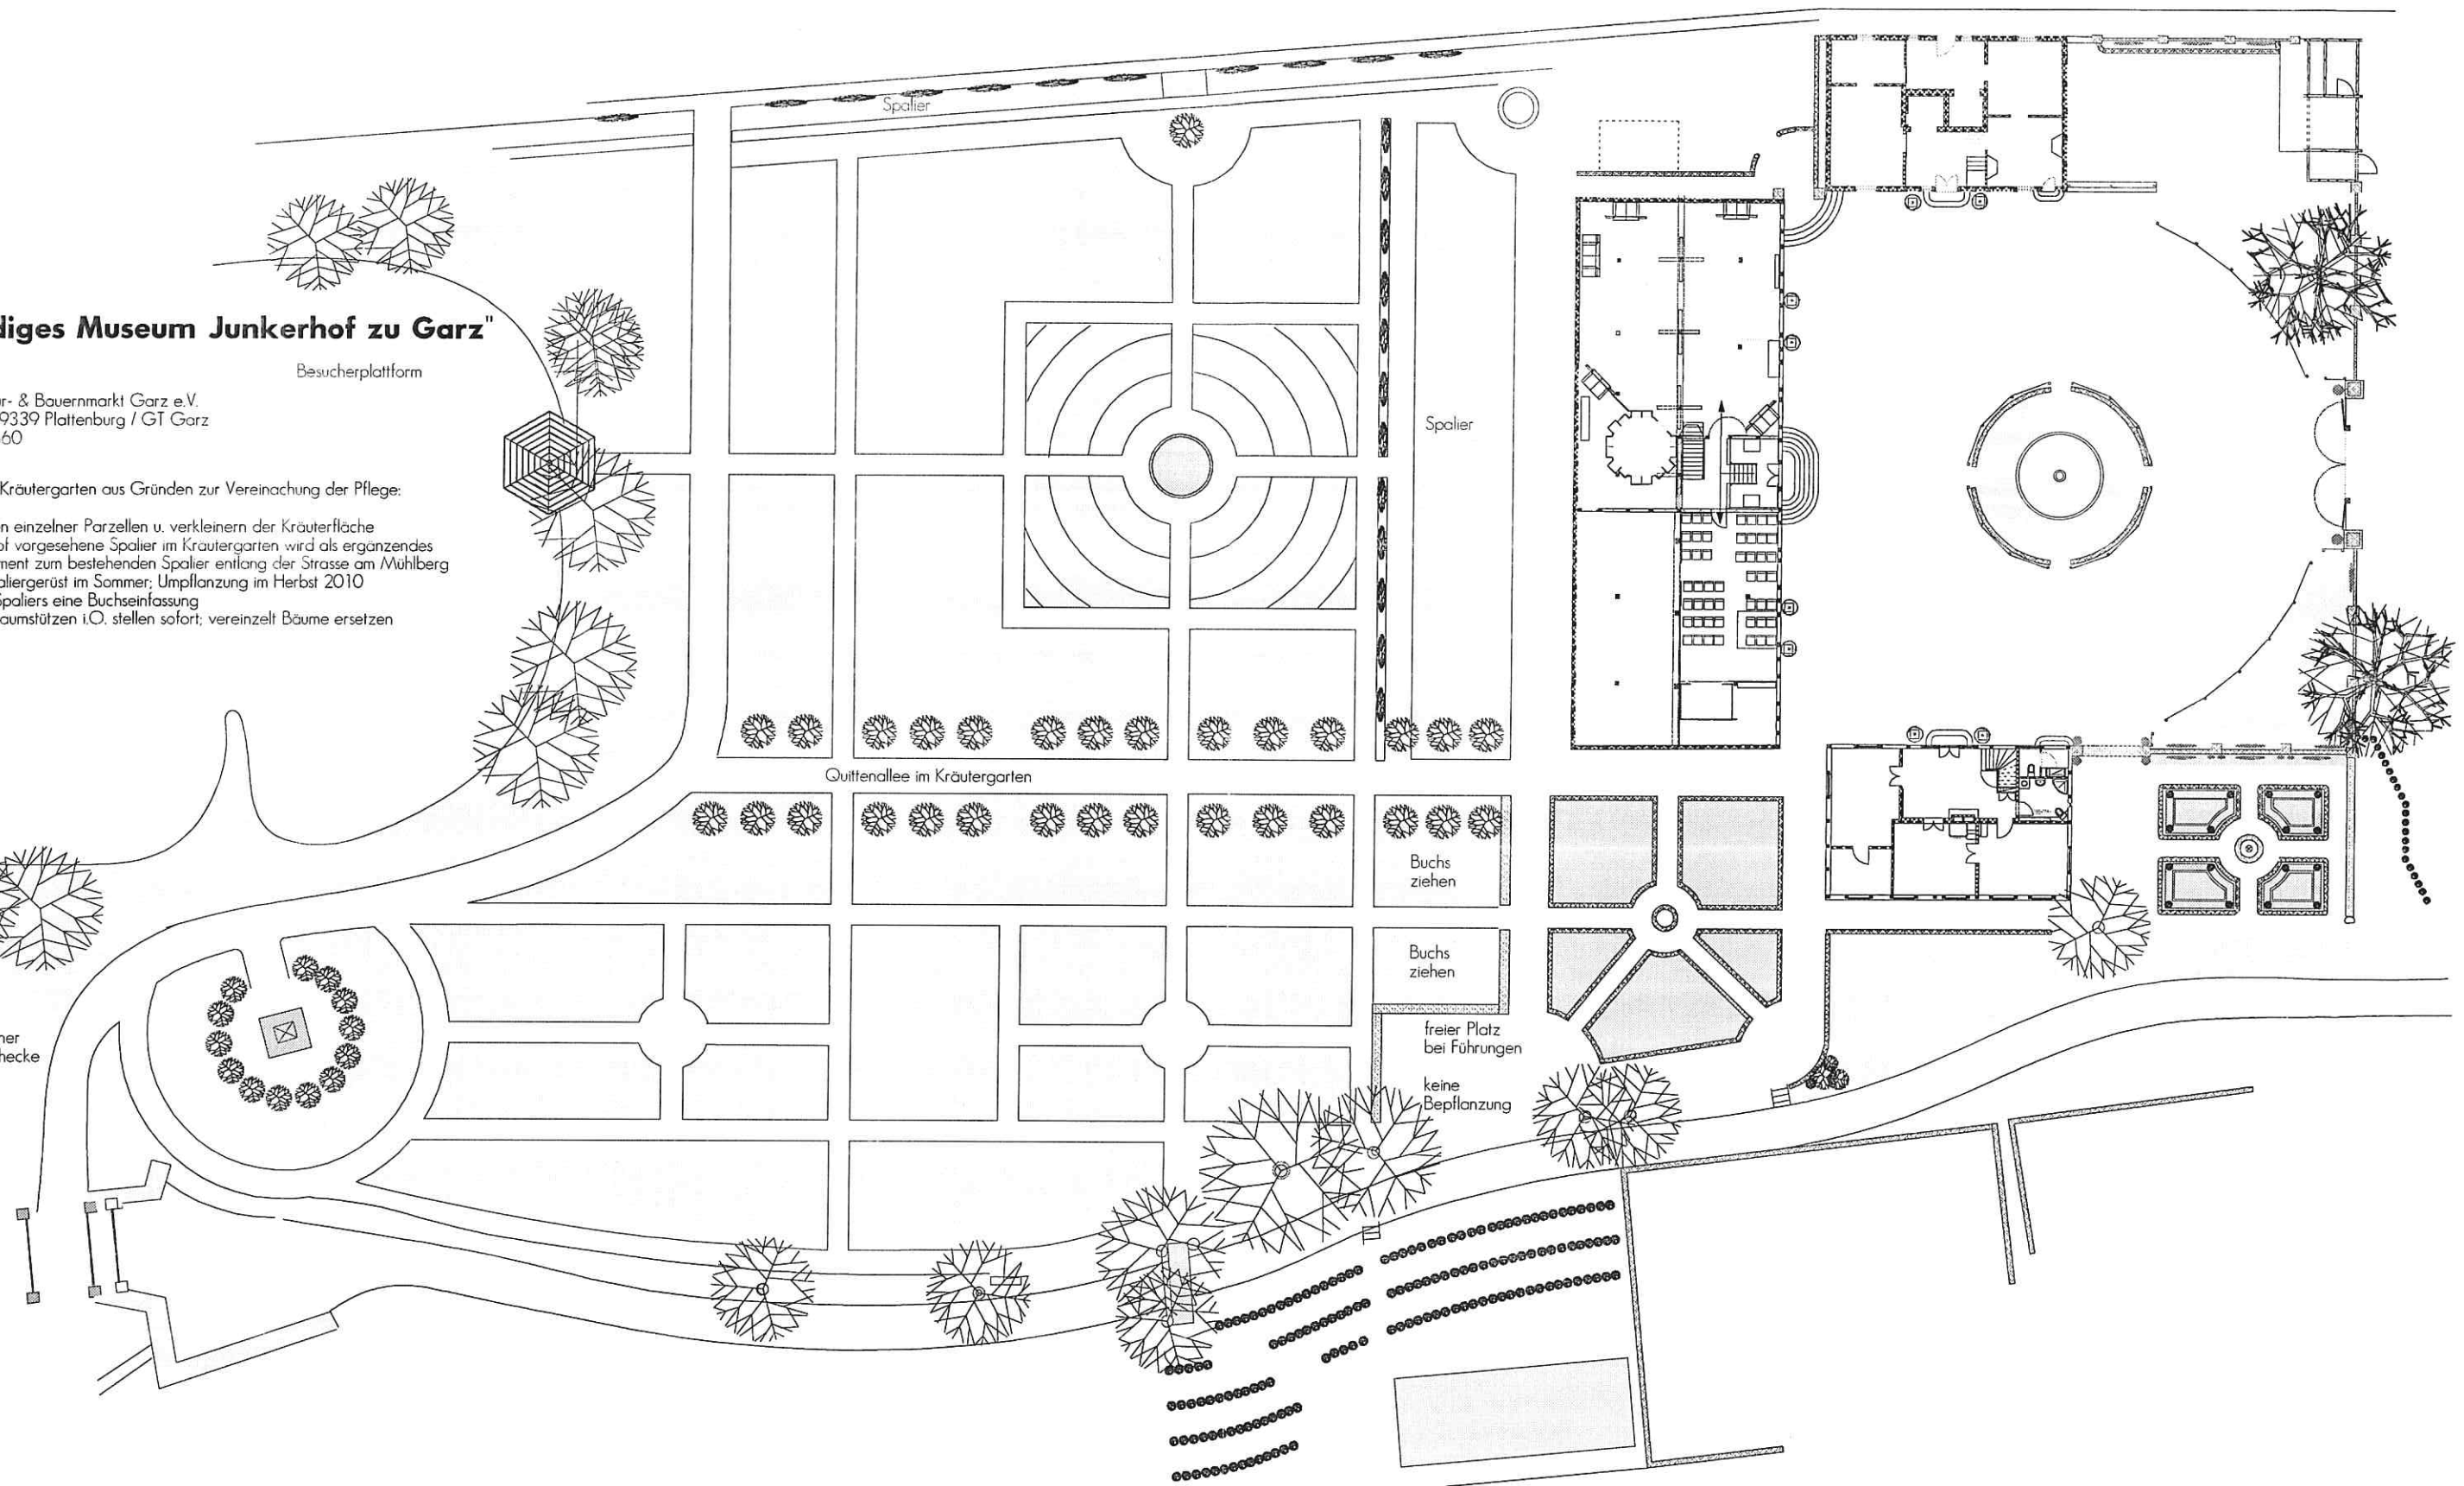 diges Museum Junkerhof zu Garz"
Besucherplattform
r- & Bauernmarkt Garz e.V.
9339 Plattenburg / GT Garz
60
Kräutergarten aus Gründen zur Vereinachung der Pflege:
n einzelner Parzellen u. verkleinern der Kräuterfläche
of vorgesehene Spalier im Kräutergarten wird als ergänzendes
ment zum bestehenden Spalier entlang der Strasse am Mühlberg
aliergerüst im Sommer; Umpflanzung im Herbst 2010
Spaliers eine Buchseinfassung
aumstützen i.O. stellen sofort; vereinzelt Bäume ersetzen
Spalier
Spalier
Quittenallee im Kräutergarten
Buchs
ziehen
Buchs
ziehen
freier Platz
bei Führungen
keine
Bepflanzung
ner
hecke